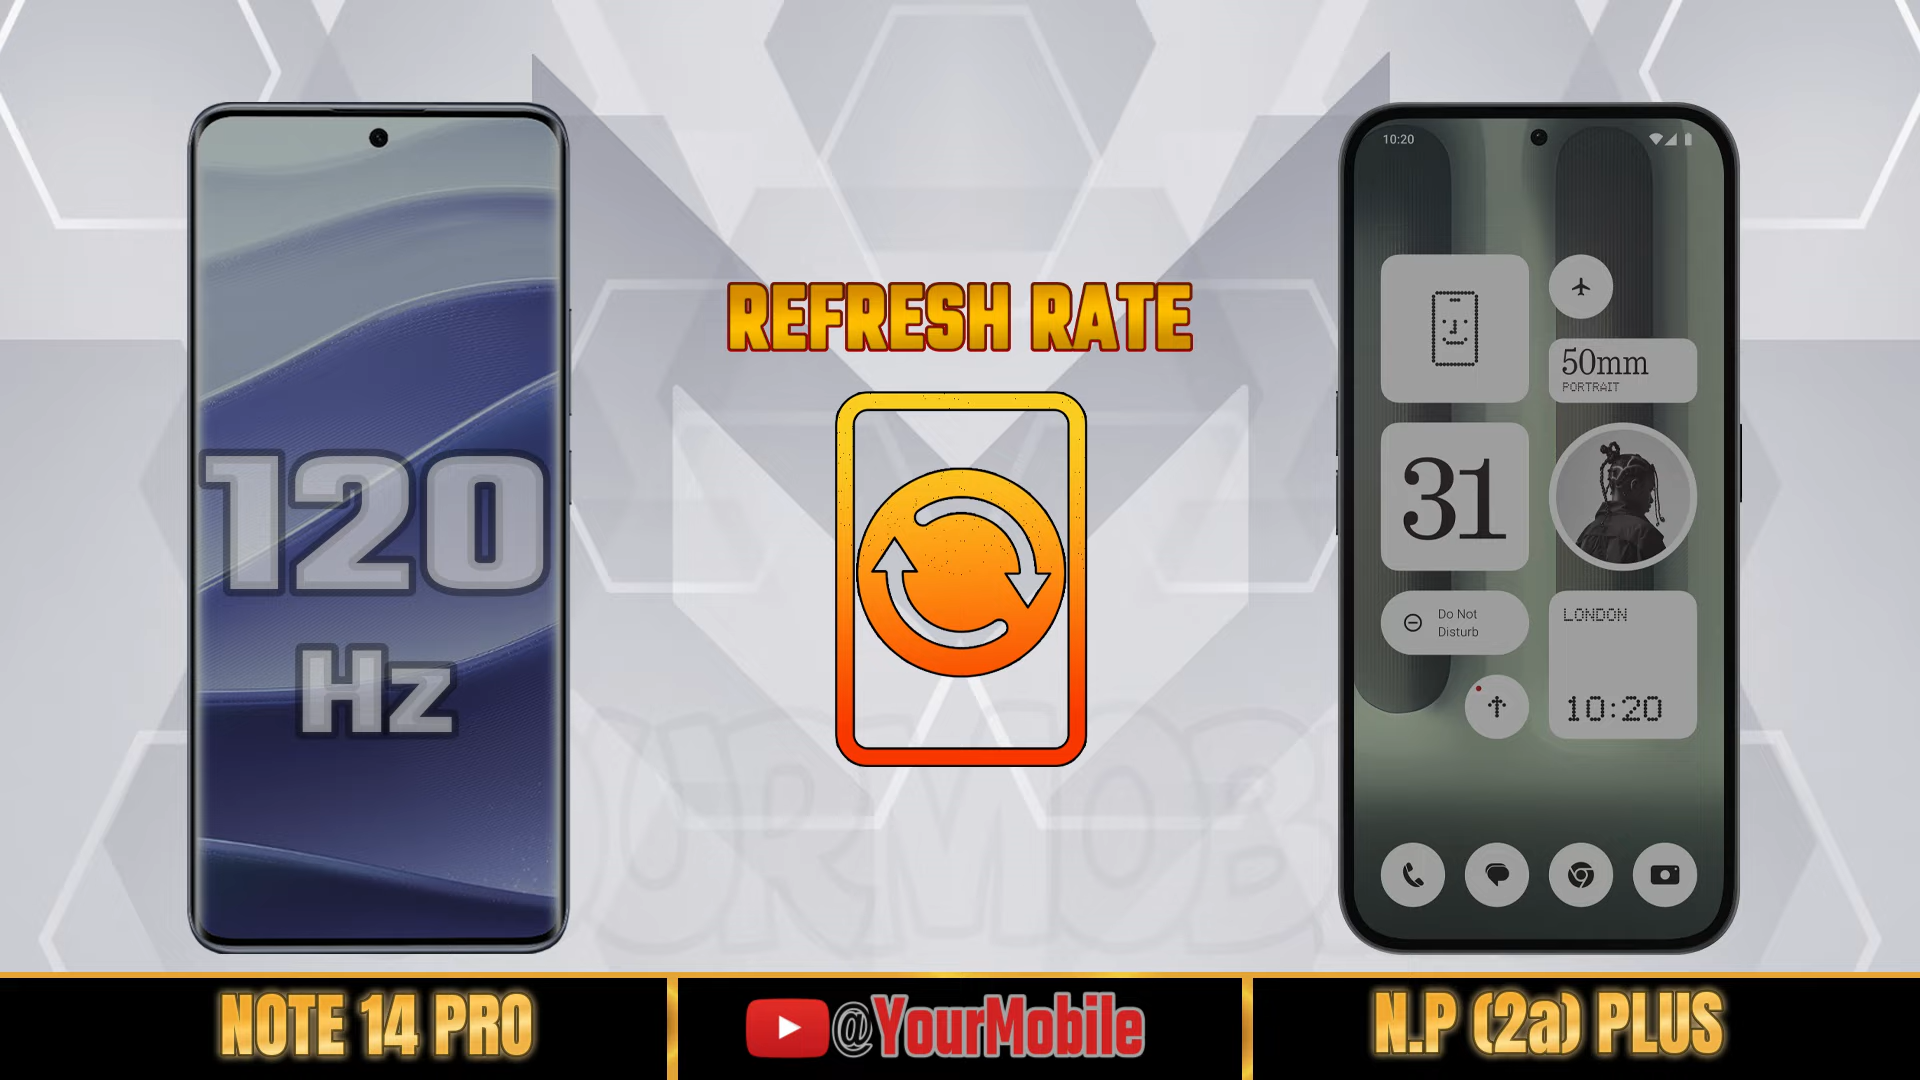 REFRESH RATE
120
Hz
10:20
50mm
PORTRAIT
31
Do Not
Disturb
LONDON
10:20
NOTE 14 PRO
@YourMobile
N.P (2a) PLUS